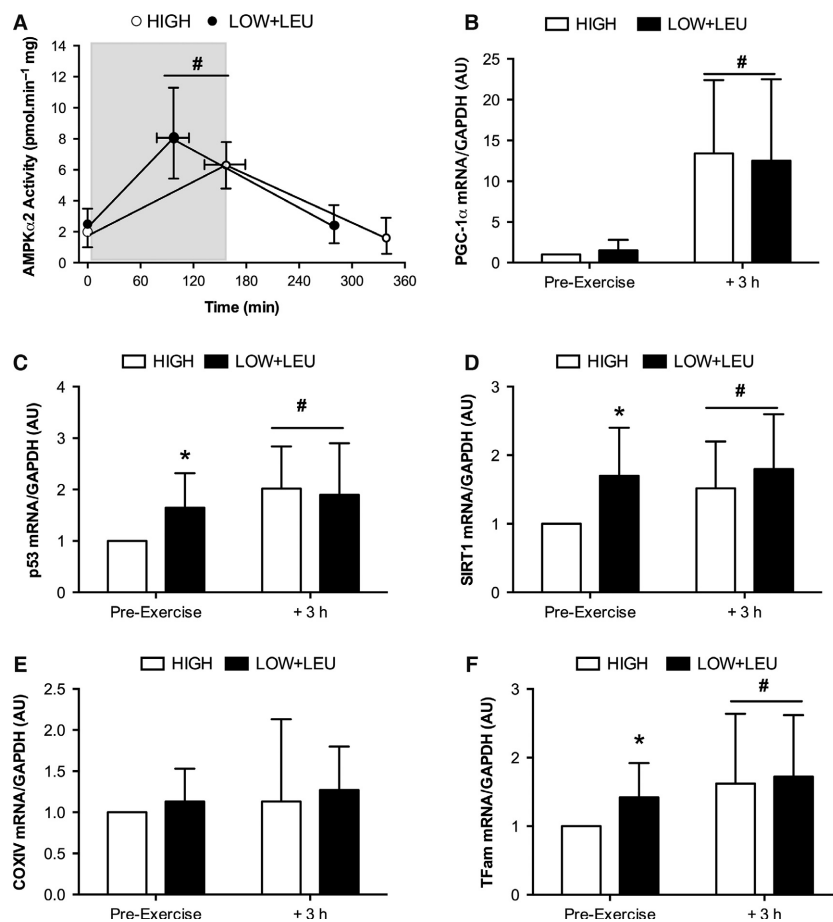 A
HIGH LOW+LEU
AMPKα2 Activity (pmol.min⁻¹ mg)
14
12
10
8
6
4
2
0
#
0 60 120 180 240 300 360
Time (min)
B
HIGH LOW+LEU
PGC-1α mRNA/GAPDH (AU)
25
20
15
10
5
0
#
Pre-Exercise + 3 h
C
HIGH LOW+LEU
p53 mRNA/GAPDH (AU)
4
3
2
1
0
*
#
Pre-Exercise + 3 h
D
HIGH LOW+LEU
SIRT1 mRNA/GAPDH (AU)
3
2
1
0
*
#
Pre-Exercise + 3 h
E
HIGH LOW+LEU
COXIV mRNA/GAPDH (AU)
2.5
2.0
1.5
1.0
0.5
0.0
Pre-Exercise + 3 h
F
HIGH LOW+LEU
TFam mRNA/GAPDH (AU)
3
2
1
0
*
#
Pre-Exercise + 3 h